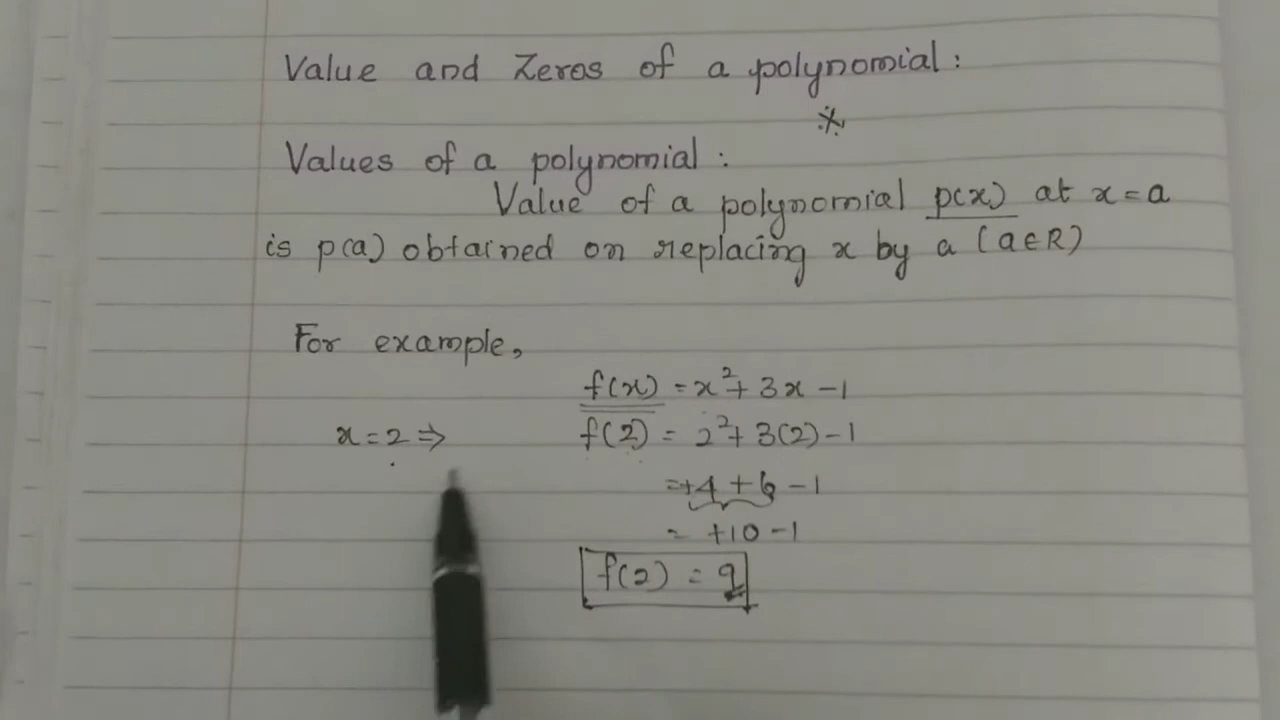 Value and Zeros of a polynomial:
Values of a polynomial:
Value of a polynomial p(x) at x=a
is p(a) obtained on replacing x by a (a∈R)
For example,
f(x) = x²+ 3x -1
x=2 ⇒ f(2) = 2²+ 3(2)-1
=+4 + 6 -1
= +10 -1
f(2) = 9